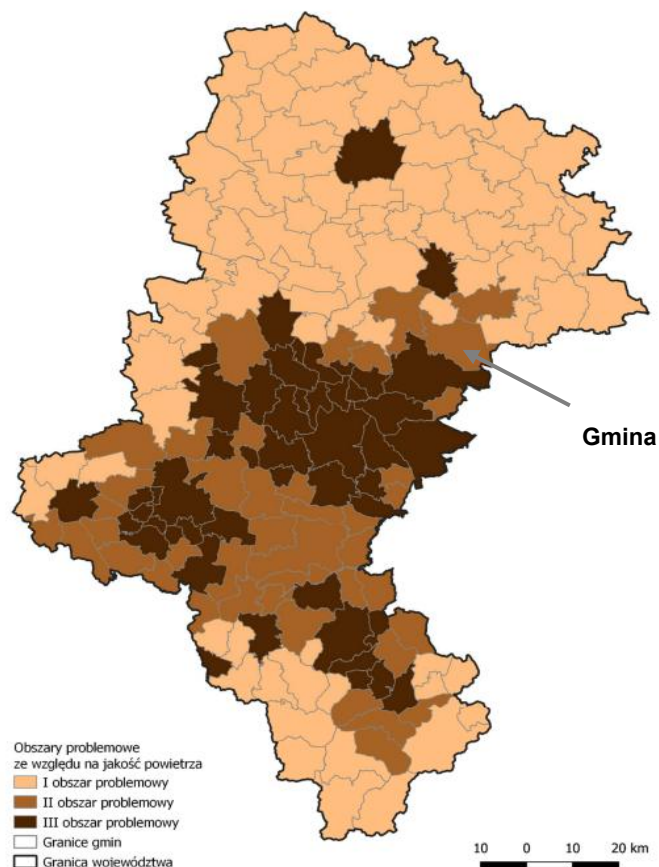 Gmina
Obszary problemowe
ze względu na jakość powietrza
I obszar problemowy
II obszar problemowy
III obszar problemowy
Granice gmin
Granica województwa
10 0 10 20 km